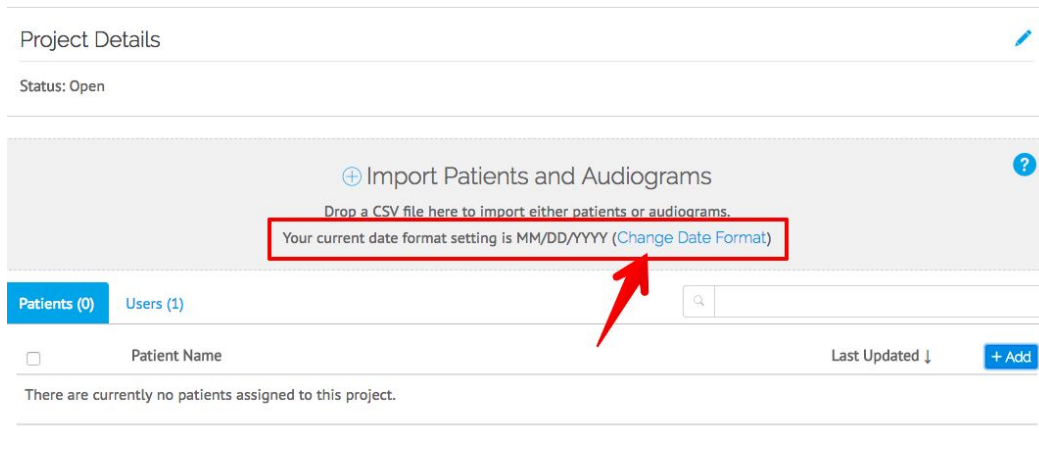 Project Details
Status: Open
Import Patients and Audiograms
?
Drop a CSV file here to import either patients or audiograms.
Your current date format setting is MM/DD/YYYY (Change Date Format)
Patients (0) Users (1)
Patient Name Last Updated ↓ + Add
There are currently no patients assigned to this project.